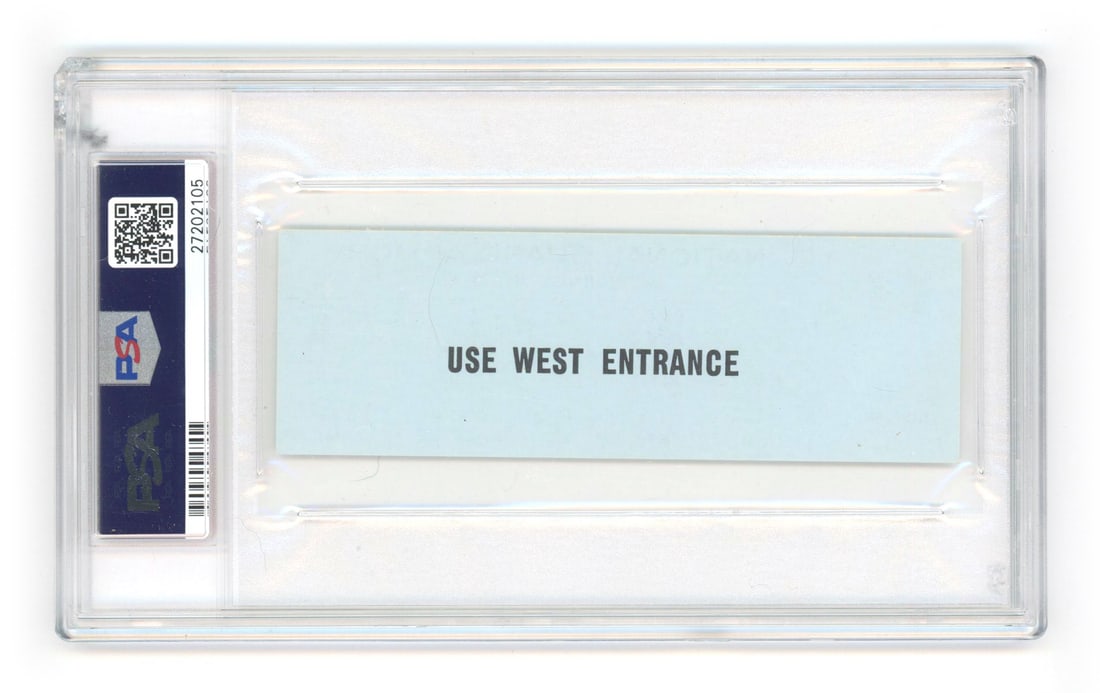 27202105
PSA
PSA
USE WEST ENTRANCE